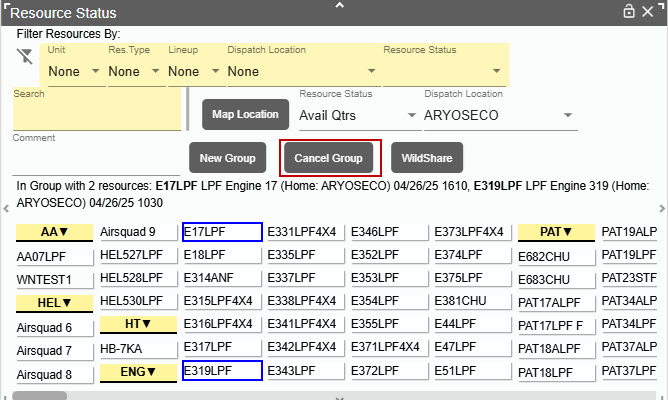 Resource Status
Filter Resources By:
Unit Res.Type Lineup Dispatch Location Resource Status
None None None None
Search Resource Status Dispatch Location
Map Location Avail Qtrs ARYOSECO
Comment
New Group Cancel Group WildShare
In Group with 2 resources: E17LPF LPF Engine 17 (Home: ARYOSECO) 04/26/25 1610, E319LPF LPF Engine 319 (Home:
ARYOSECO) 04/26/25 1030
AA▼ Airsquad 9 E17LPF E331LPF4X4 E346LPF E373LPF4X4 PAT▼ PAT19ALP
AA07LPF HEL527LPF E18LPF E335LPF E352LPF E374LPF E682CHU PAT19LPF
WNTEST1 HEL528LPF E314ANF E337LPF E353LPF E375LPF E683CHU PAT23STF
HEL▼ HEL530LPF E315LPF4X4 E338LPF4X4 E354LPF E381CHU PAT17ALPF PAT34ALP
Airsquad 6 HT▼ E316LPF4X4 E341LPF4X4 E355LPF E44LPF PAT17LPF F PAT34LPF
Airsquad 7 HB-7KA E317LPF E342LPF4X4 E371LPF4X4 E47LPF PAT18ALPF PAT37ALP
Airsquad 8 ENG▼ E319LPF E343LPF E372LPF E51LPF PAT18LPF PAT37LPF